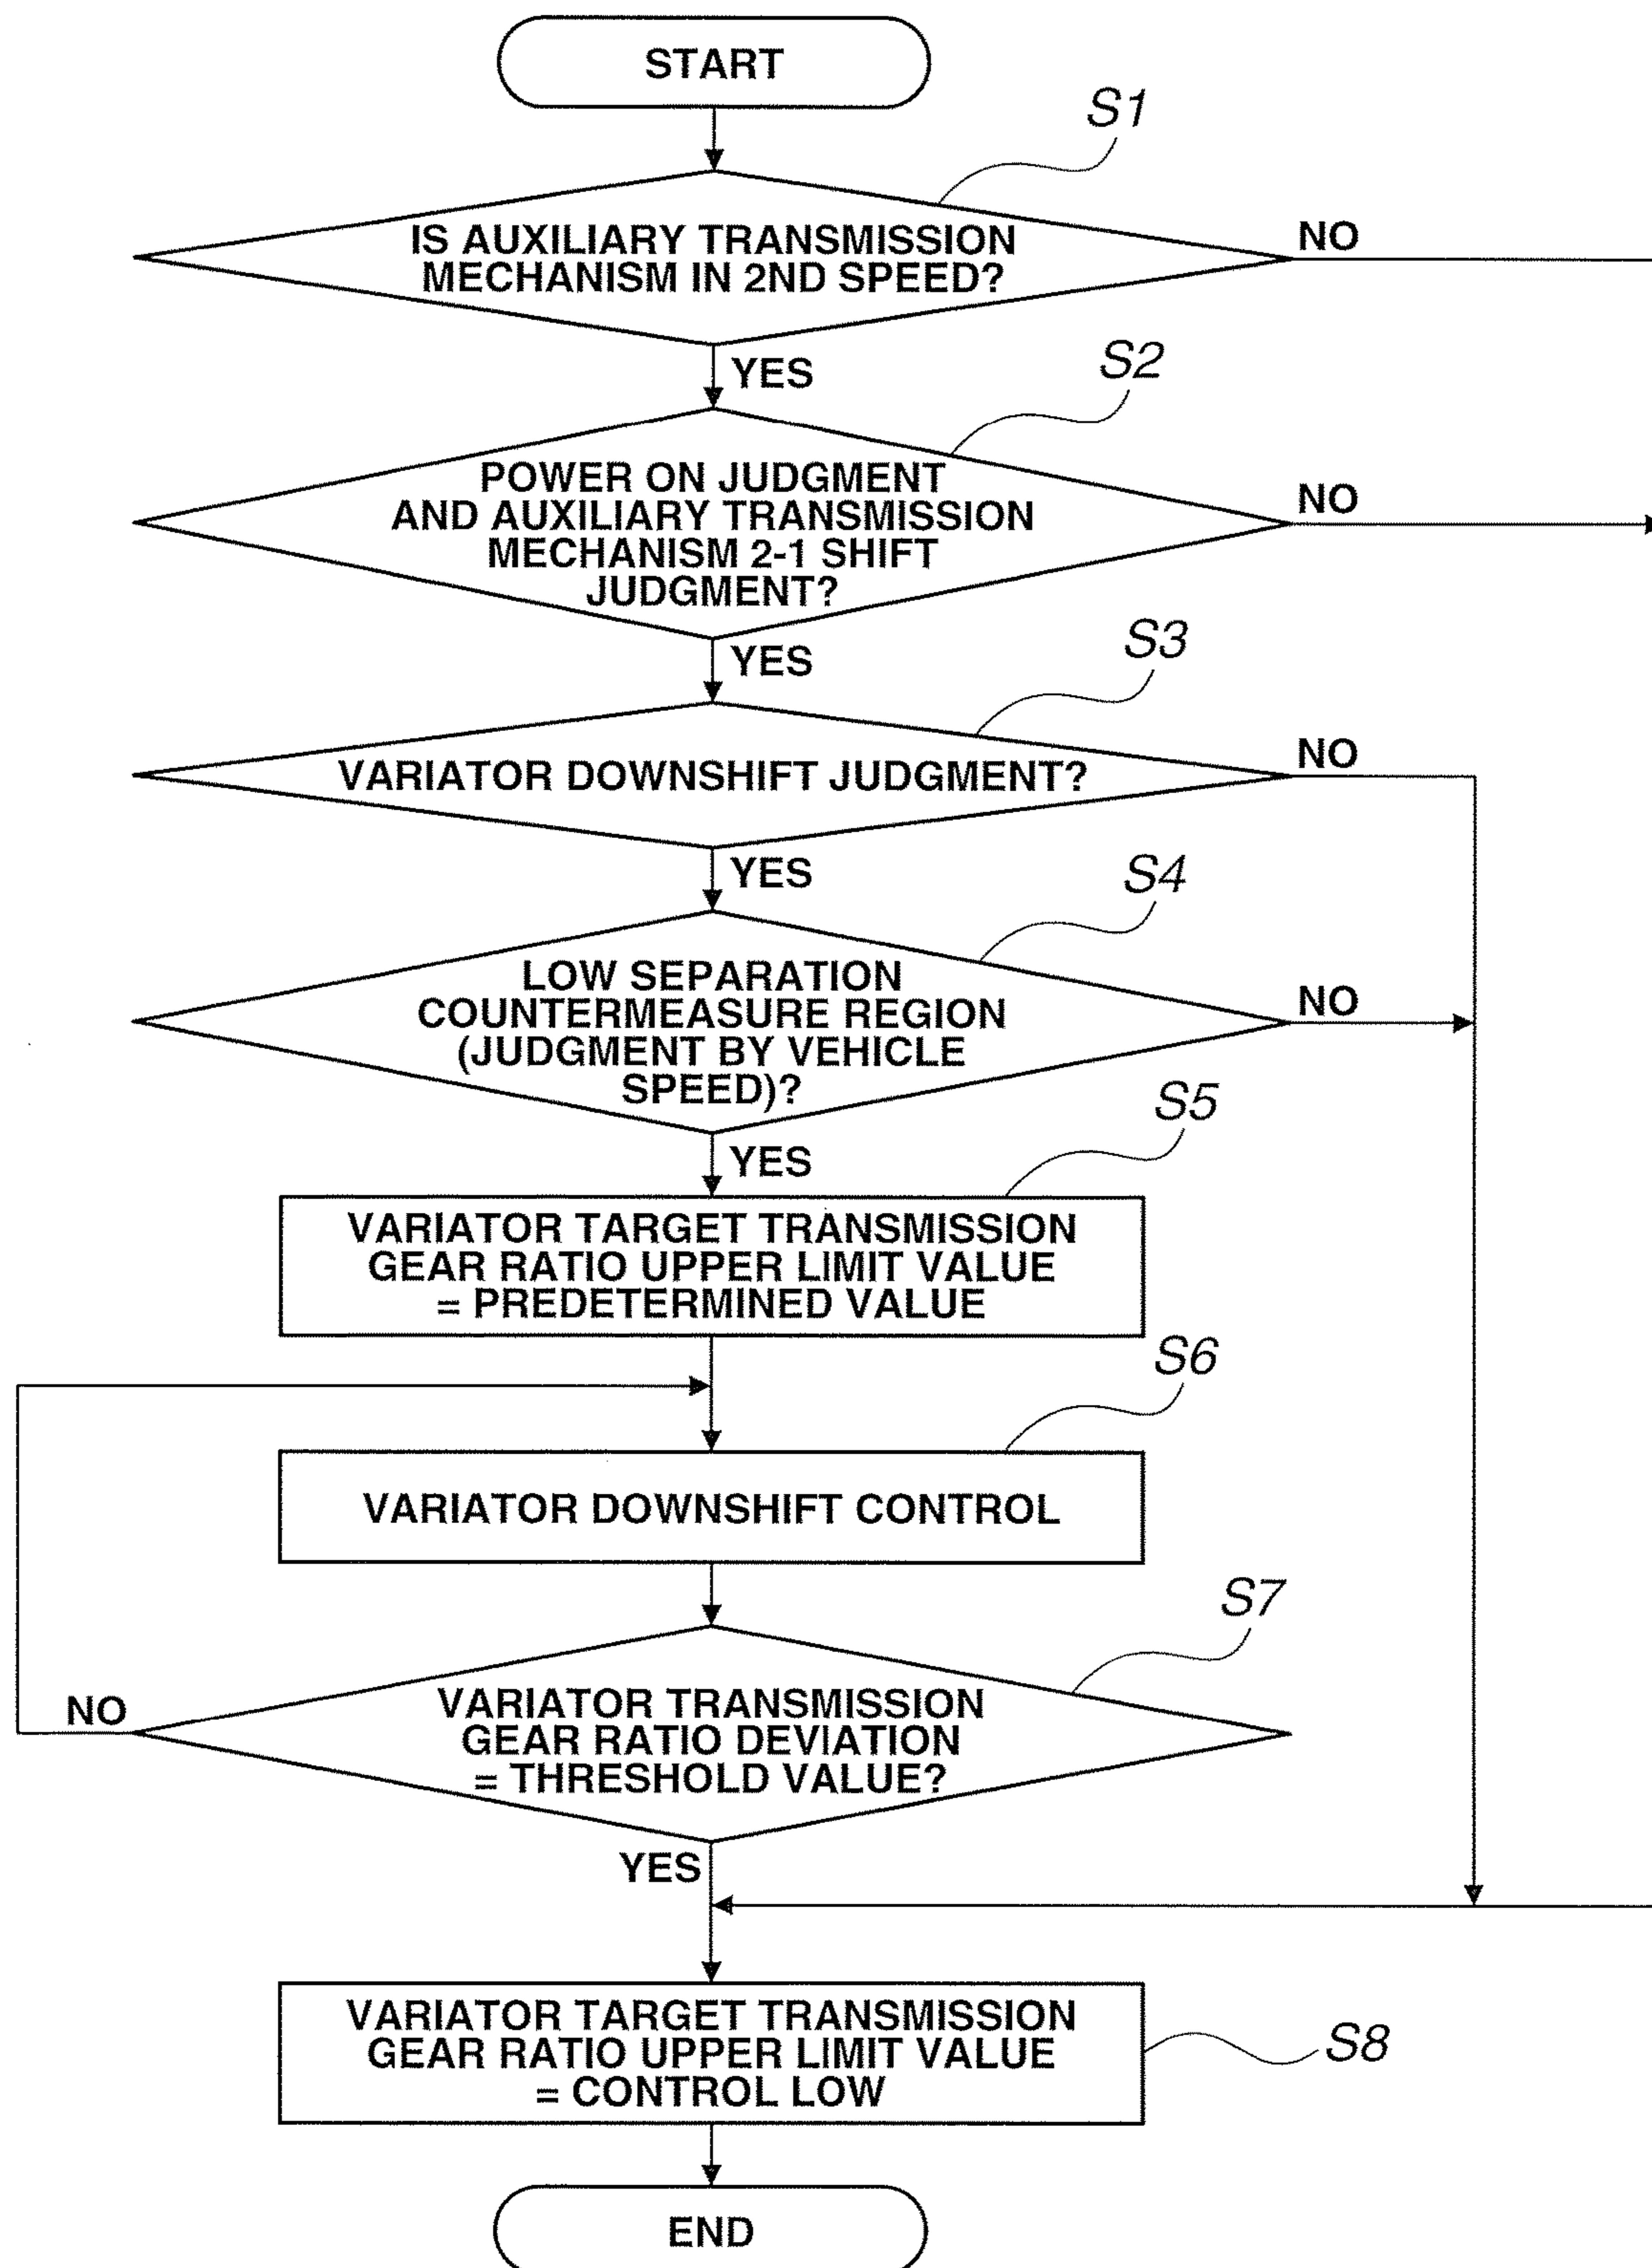 START
S1
IS AUXILIARY TRANSMISSION
MECHANISM IN 2ND SPEED?
NO
YES
S2
POWER ON JUDGMENT
AND AUXILIARY TRANSMISSION
MECHANISM 2-1 SHIFT
JUDGMENT?
NO
YES
S3
VARIATOR DOWNSHIFT JUDGMENT?
NO
YES
S4
LOW SEPARATION
COUNTERMEASURE REGION
(JUDGMENT BY VEHICLE
SPEED)?
NO
YES
S5
VARIATOR TARGET TRANSMISSION
GEAR RATIO UPPER LIMIT VALUE
= PREDETERMINED VALUE
S6
VARIATOR DOWNSHIFT CONTROL
S7
VARIATOR TRANSMISSION
GEAR RATIO DEVIATION
= THRESHOLD VALUE?
NO
YES
VARIATOR TARGET TRANSMISSION
GEAR RATIO UPPER LIMIT VALUE
= CONTROL LOW
S8
END